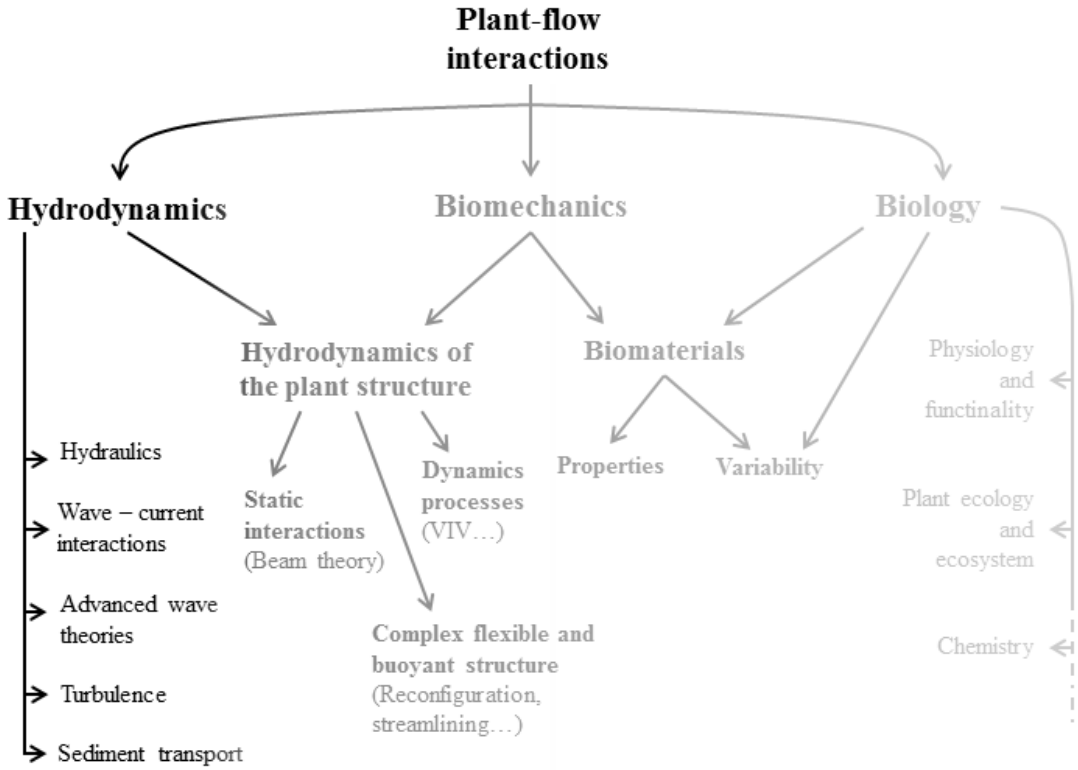 Plant-flow
interactions
Hydrodynamics
Biomechanics
Biology
Hydrodynamics of
the plant structure
Biomaterials
Physiology
and
functinality
Hydraulics
Wave – current
interactions
Advanced wave
theories
Turbulence
Sediment transport
Static
interactions
(Beam theory)
Dynamics
processes
(VIV…)
Complex flexible and
buoyant structure
(Reconfiguration,
streamlining…)
Properties
Variability
Plant ecology
and
ecosystem
Chemistry